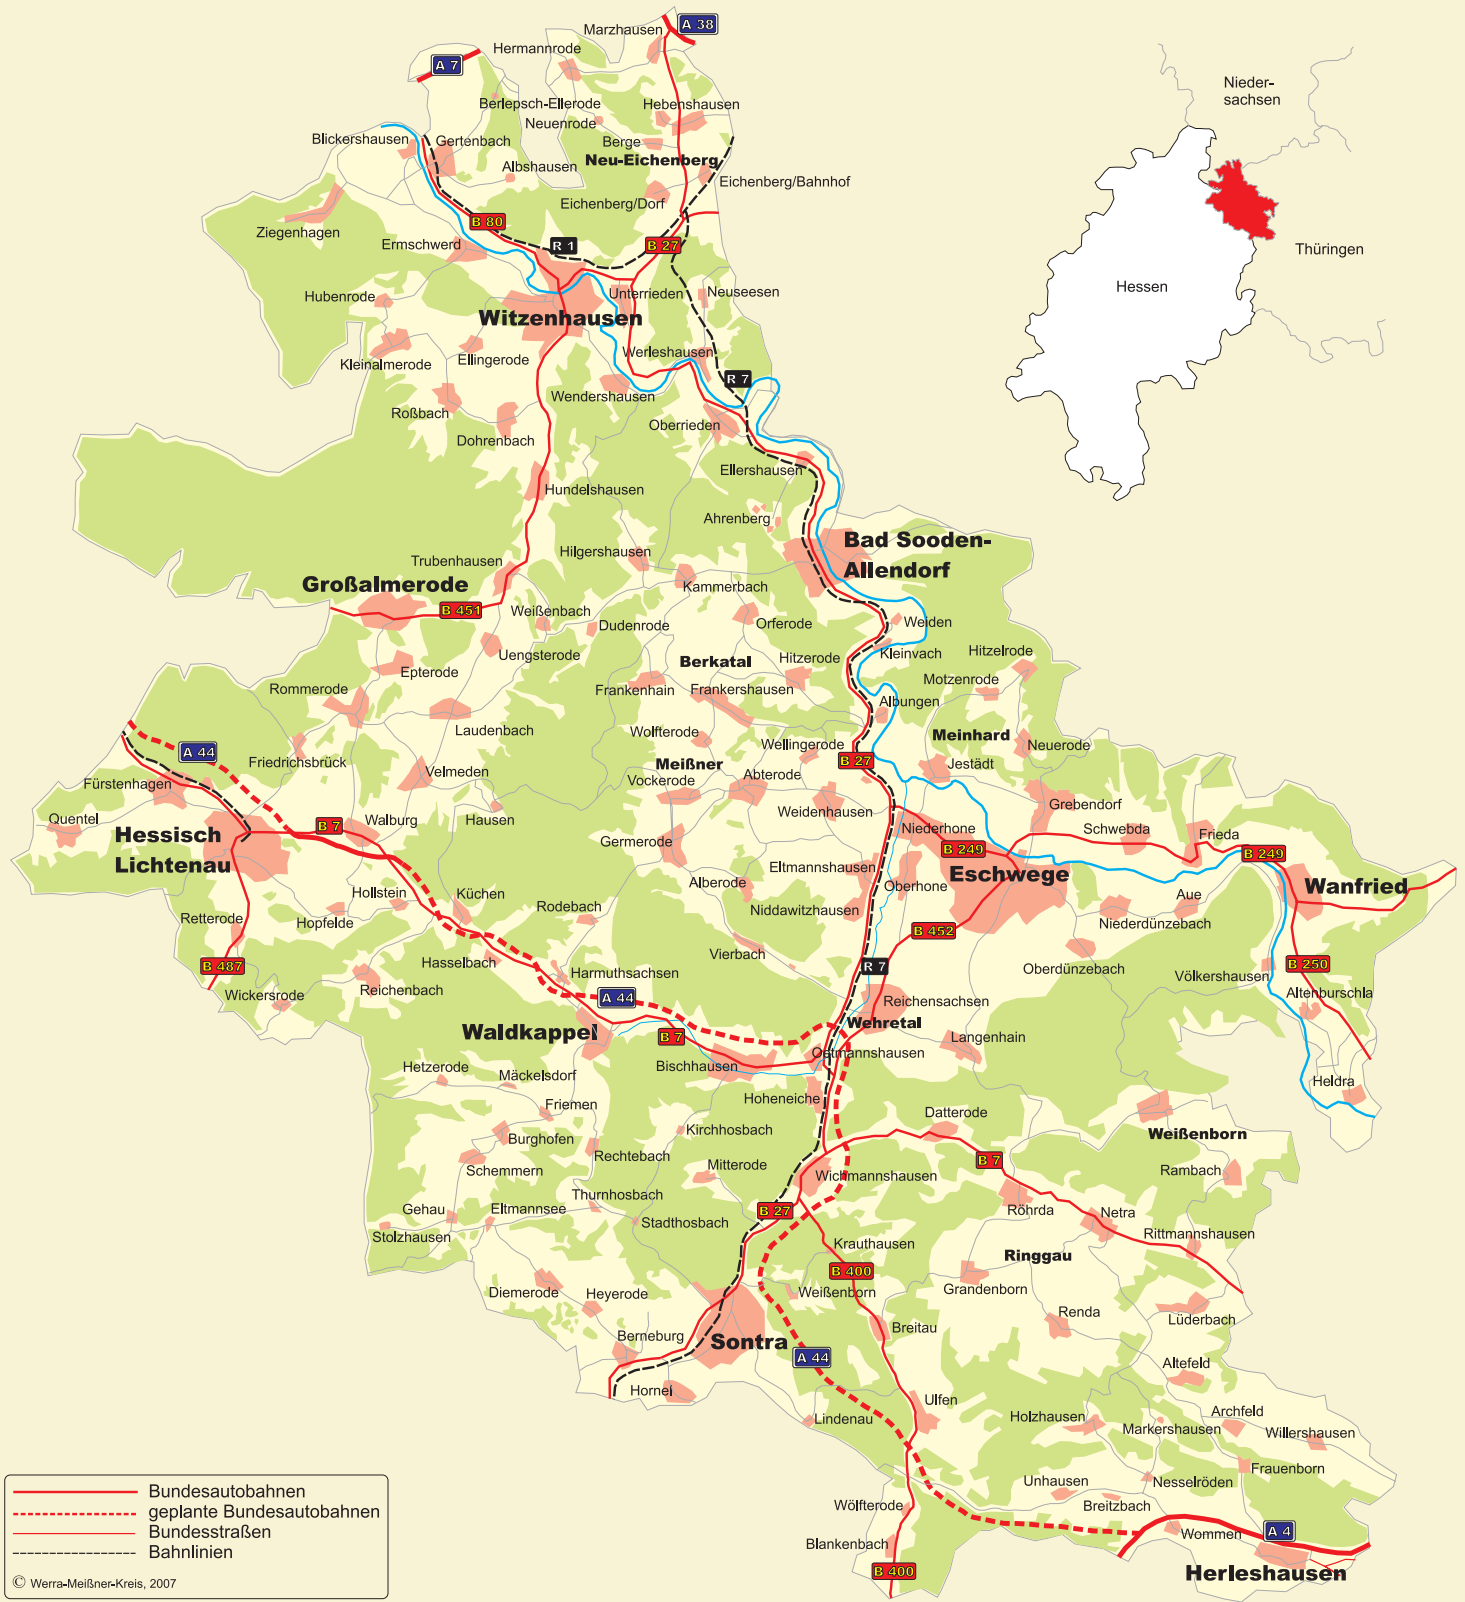 A 38
Marzhausen
Hermannrode
A 7
Berlepsch-Ellerode
Hebenshausen
Neuenrode
Blickershausen
Gertenbach
Berge
Neu-Eichenberg
Albshausen
Eichenberg/Bahnhof
Eichenberg/Dorf
Ziegenhagen
B 80
Ermschwerd
R 1
B 27
Hubenrode
Unterrieden
Neuseesen
Witzenhausen
Kleinalmerode
Ellingerode
Werleshausen
R 7
Wendershausen
Roßbach
Oberrieden
Dohrenbach
Ellershausen
Hundelshausen
Ahrenberg
Bad Sooden-
Allendorf
Trubenhausen
Hilgershausen
Großalmerode
Kammerbach
B 451
Weißenbach
Dudenrode
Orferode
Weiden
Uengsterode
Kleinvach
Hitzelrode
Berkatal
Hitzerode
Epterode
Motzenrode
Rommerode
Frankenhain
Frankershausen
Albungen
Laudenbach
Wolfterode
Wellingerode
Meinhard
Neuerode
A 44
Friedrichsbrück
Velmeden
Meißner
Vockerode
Abterode
B 27
Jestädt
Fürstenhagen
Quentel
Hausen
Weidenhausen
Grebendorf
B 7
Walburg
Hessisch
Lichtenau
Germerode
Niederhone
Schwebda
Frieda
B 249
B 249
Eltmannshausen
Eschwege
Wanfried
Alberode
Oberhone
Hollstein
Küchen
Aue
Retterode
Hopfelde
Rodebach
Niddawitzhausen
Niederdünzebach
B 452
Vierbach
B 487
Hasselbach
Harmuthsachsen
R 7
Oberdünzebach
Völkershausen
B 250
Wickersrode
Reichenbach
A 44
Reichensachsen
Altenburschla
Waldkappel
B 7
Wehretal
Langenhain
Oetmannshausen
Bischhausen
Hetzerode
Mäckelsdorf
Heldra
Hoheneiche
Friemen
Datterode
Kirchhosbach
Weißenborn
Burghofen
Rechtebach
Schemmern
Mitterode
Wichmannshausen
B 7
Rambach
Thurnhosbach
Gehau
Eltmannsee
Stadthosbach
B 27
Röhrda
Netra
Stolzhausen
Krauthausen
Rittmannshausen
Ringgau
B 400
Diemerode
Heyerode
Weißenborn
Grandenborn
Renda
Lüderbach
Berneburg
Sontra
Breitau
A 44
Altefeld
Hornel
Ulfen
Lindenau
Holzhausen
Archfeld
Markershausen
Willershausen
Frauenborn
Unhausen
Nesselröden
Wölfterode
Breitzbach
Blankenbach
Wommen
A 4
B 400
Herleshausen
Nieder-
sachsen
Thüringen
Hessen
Bundesautobahnen
geplante Bundesautobahnen
Bundesstraßen
Bahnlinien
© Werra-Meißner-Kreis, 2007